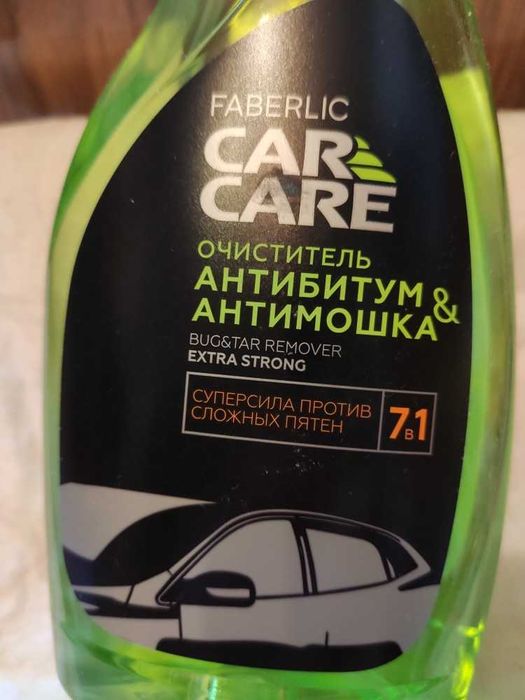 FABERLIC
CAR
CARE
ОЧИСТИТЕЛЬ
АНТИБИТУМ &
АНТИМОШКА
BUG&TAR REMOVER
EXTRA STRONG
СУПЕРСИЛА ПРОТИВ
СЛОЖНЫХ ПЯТЕН
7в1